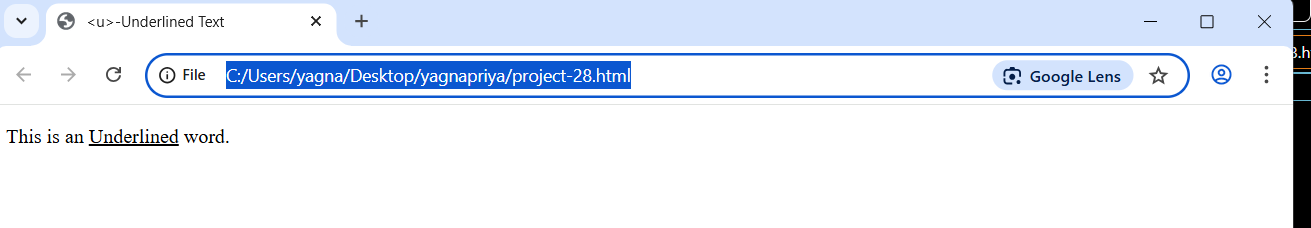 <u>-Underlined Text
File C:/Users/yagna/Desktop/yagnapriya/project-28.html Google Lens
This is an Underlined word.